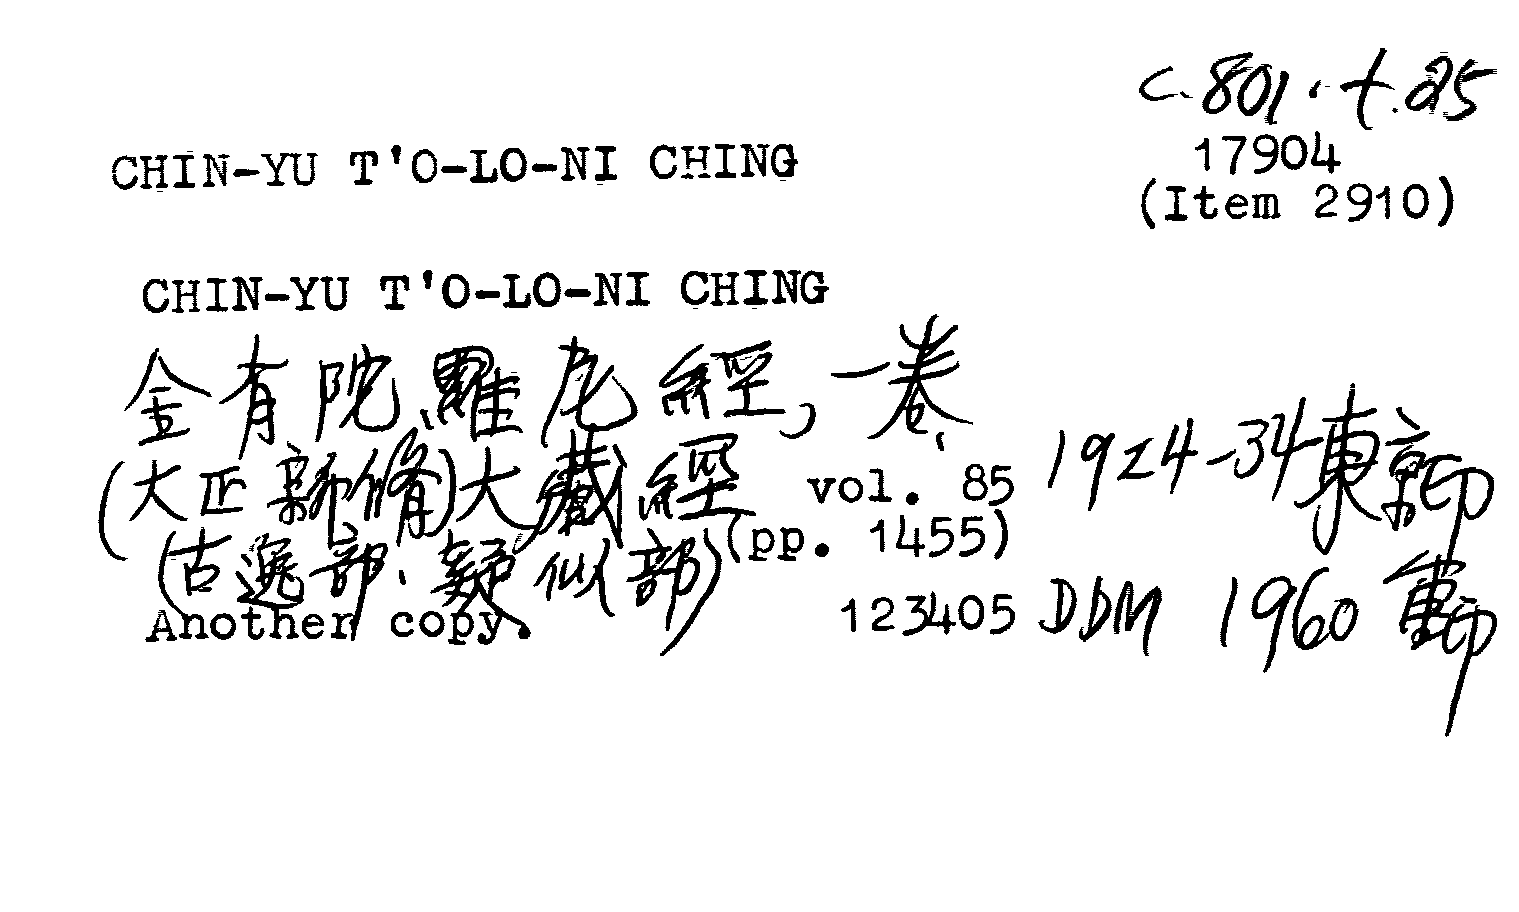 C.801.t.25
CHIN-YU T'O-LO-NI CHING
17904
(Item 2910)
CHIN-YU T'O-LO-NI CHING
金有陀羅尼經,一卷
(大正新脩)大藏經 vol. 85 1924-34東京印
(古逸部.疑似部) (pp. 1455)
Another copy. 123405 DDM 1960 重印